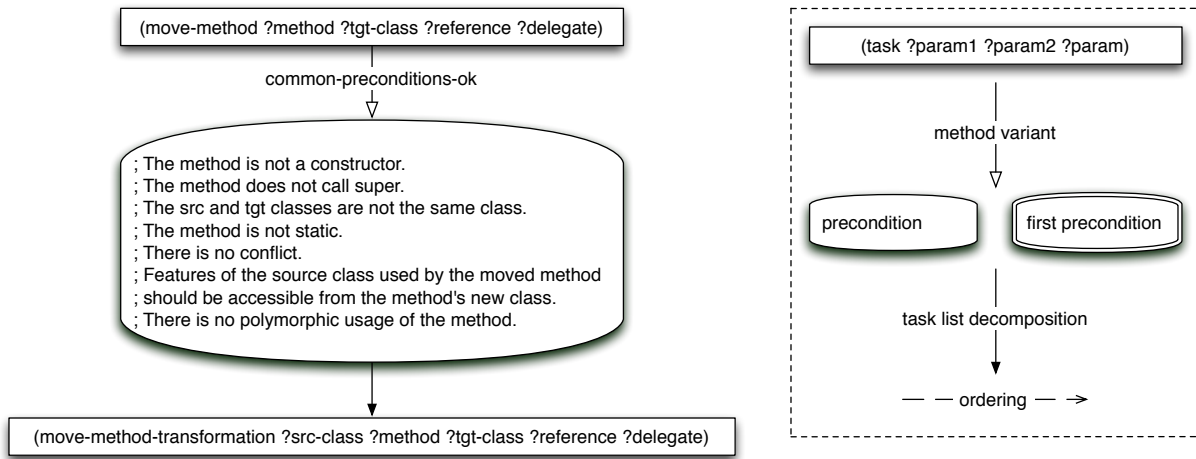 (move-method ?method ?tgt-class ?reference ?delegate)
common-preconditions-ok
; The method is not a constructor.
; The method does not call super.
; The src and tgt classes are not the same class.
; The method is not static.
; There is no conflict.
; Features of the source class used by the moved method
; should be accessible from the method's new class.
; There is no polymorphic usage of the method.
(move-method-transformation ?src-class ?method ?tgt-class ?reference ?delegate)
(task ?param1 ?param2 ?param)
method variant
precondition
first precondition
task list decomposition
ordering